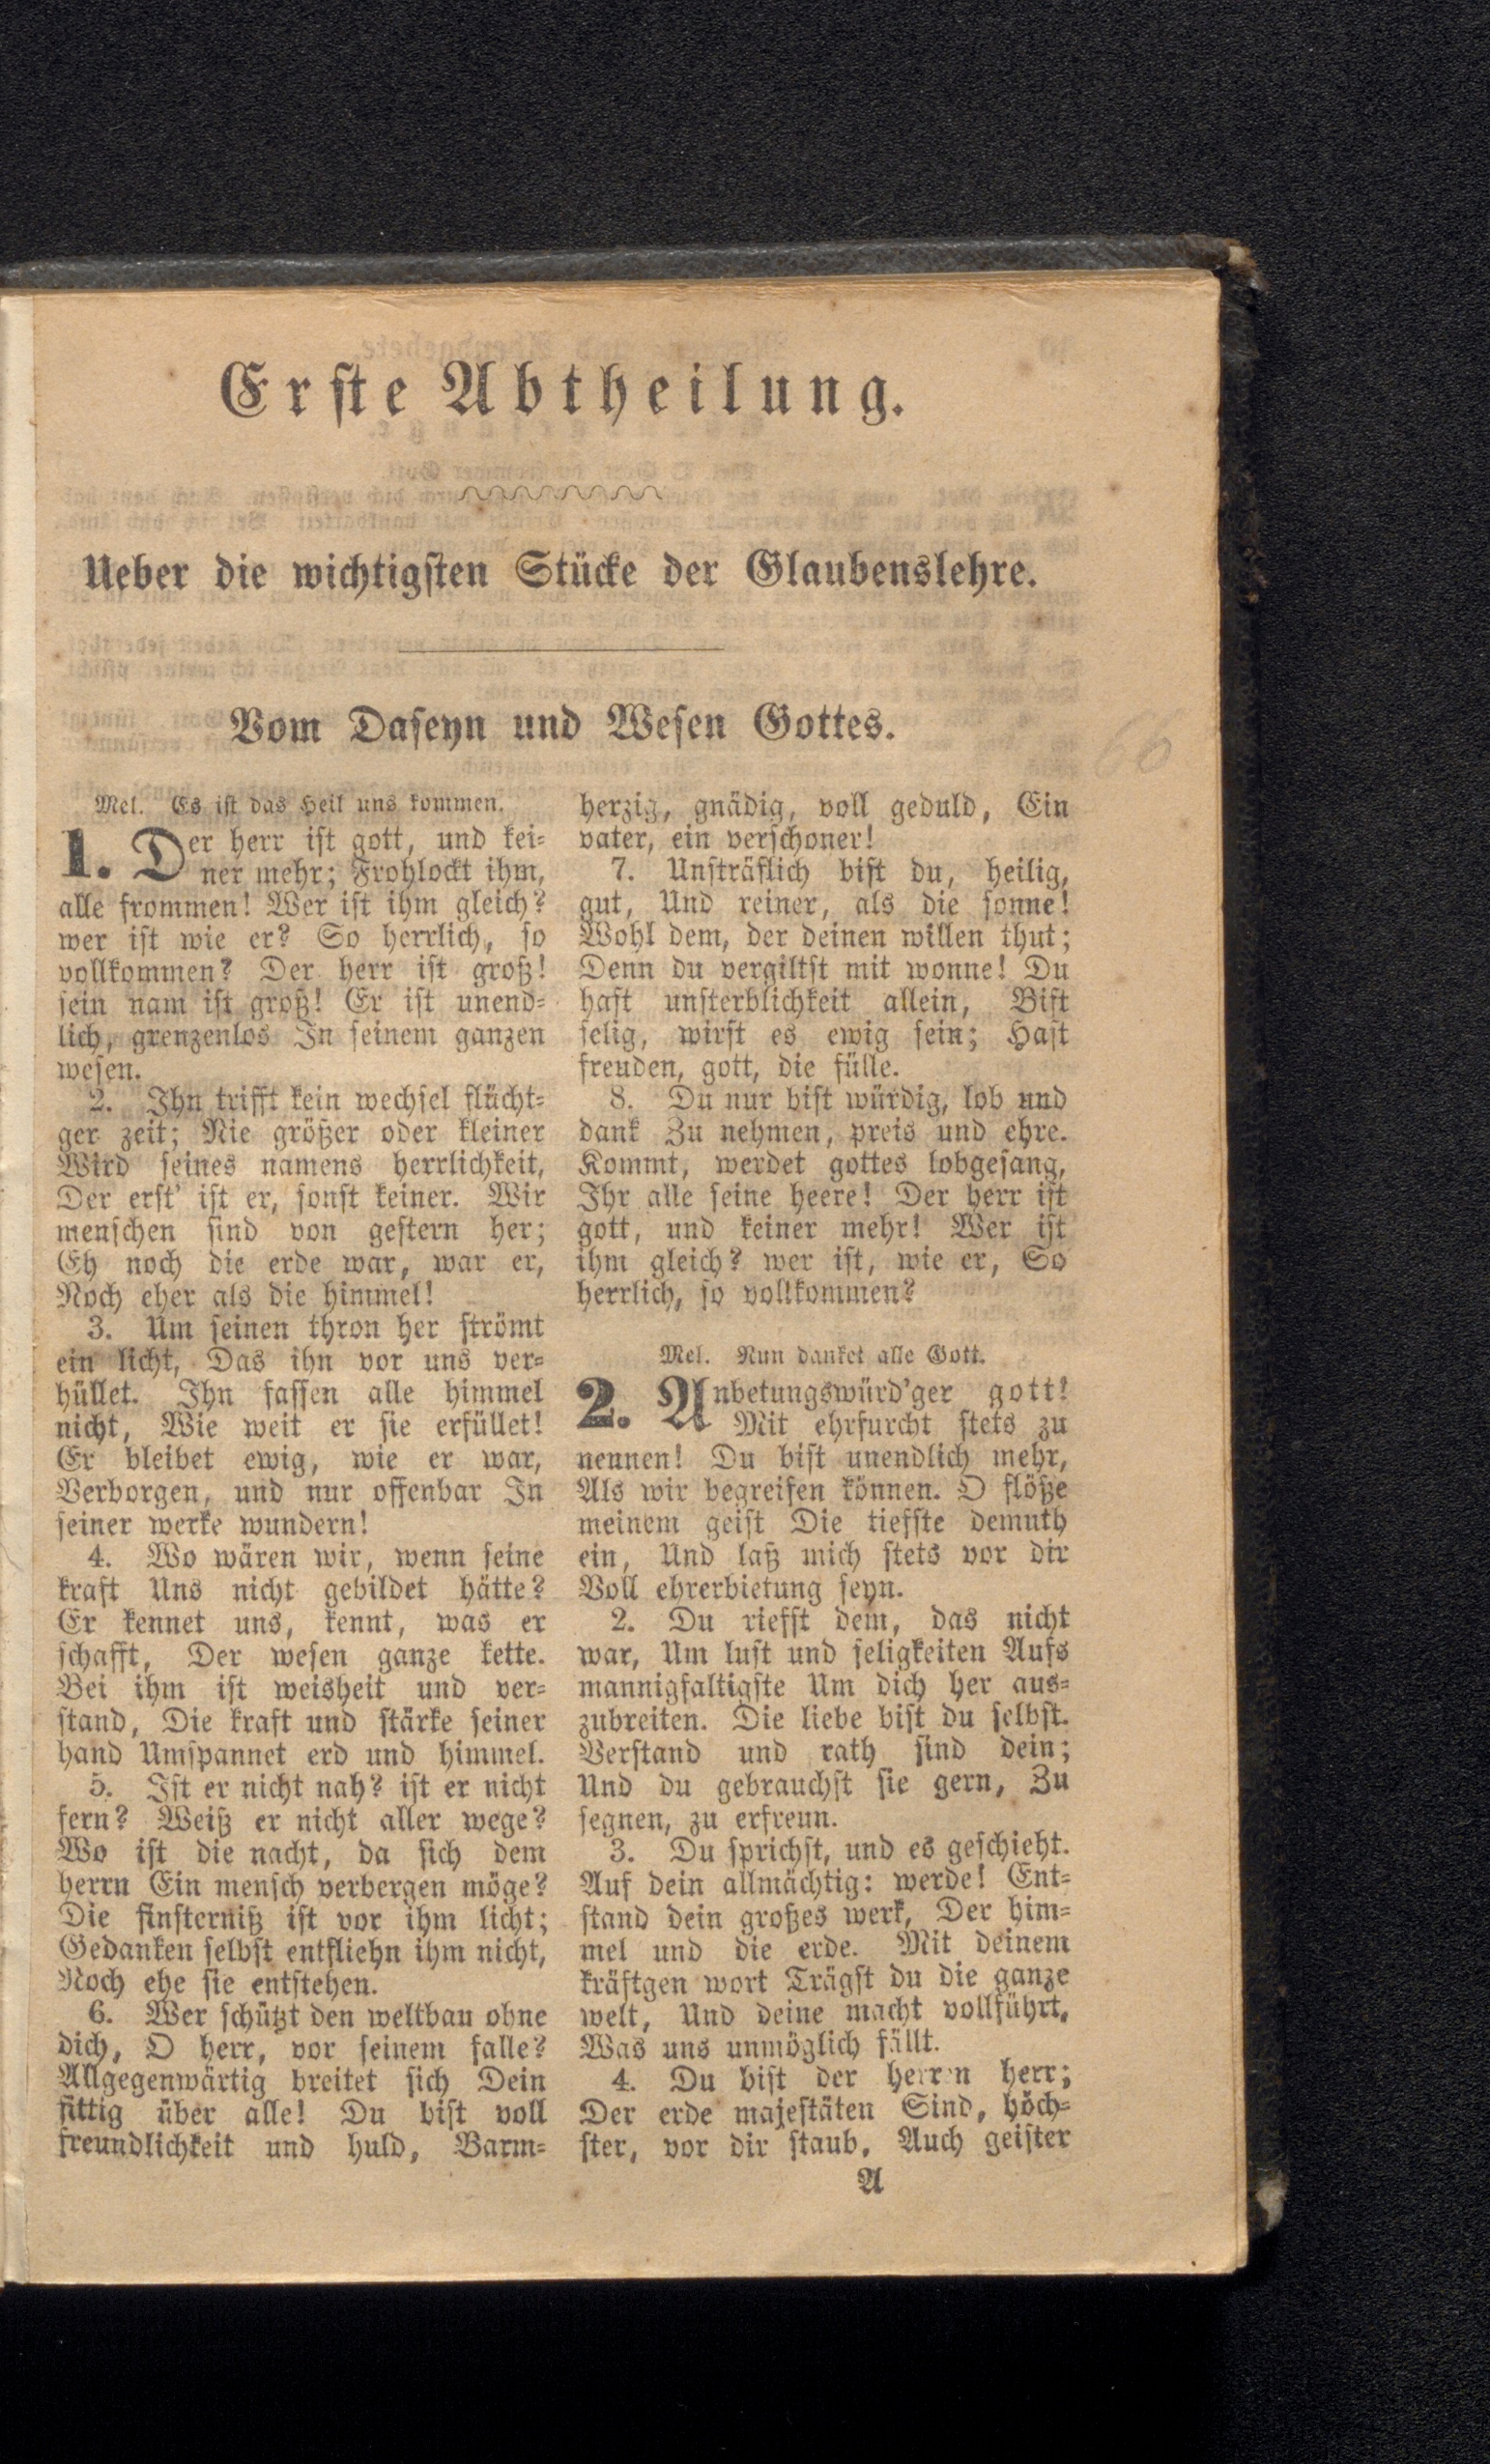 Erste Abtheilung.
Ueber die wichtigsten Stücke der Glaubenslehre.
Vom Daseyn und Wesen Gottes.
66
Mel. Es ist das Heil uns kommen.
1. Der herr ist gott, und kei-
ner mehr; Frohlockt ihm,
alle frommen! Wer ist ihm gleich?
wer ist wie er? So herrlich, so
vollkommen? Der herr ist groß!
sein nam ist groß! Er ist unend-
lich, grenzenlos In seinem ganzen
wesen.
2. Ihn trifft kein wechsel flücht-
ger zeit; Nie größer oder kleiner
Wird seines namens herrlichkeit,
Der erst' ist er, sonst keiner. Wir
menschen sind von gestern her;
Eh noch die erde war, war er,
Noch eher als die himmel!
3. Um seinen thron her strömt
ein licht, Das ihn vor uns ver-
hüllet. Ihn fassen alle himmel
nicht, Wie weit er sie erfüllet!
Er bleibet ewig, wie er war,
Verborgen, und nur offenbar In
seiner werke wundern!
4. Wo wären wir, wenn seine
kraft Uns nicht gebildet hätte?
Er kennet uns, kennt, was er
schafft, Der wesen ganze kette.
Bei ihm ist weisheit und ver-
stand, Die kraft und stärke seiner
hand Umspannet erd und himmel.
5. Ist er nicht nah? ist er nicht
fern? Weiß er nicht aller wege?
Wo ist die nacht, da sich dem
herrn Ein mensch verbergen möge?
Die finsterniß ist vor ihm licht;
Gedanken selbst entfliehn ihm nicht,
Noch ehe sie entstehen.
6. Wer schützt den weltbau ohne
dich, O herr, vor seinem falle?
Allgegenwärtig breitet sich Dein
fittig über alle! Du bist voll
freundlichkeit und huld, Barm-
herzig, gnädig, voll geduld, Ein
vater, ein verschoner!
7. Unsträflich bist du, heilig,
gut, Und reiner, als die sonne!
Wohl dem, der deinen willen thut;
Denn du vergiltst mit wonne! Du
hast unsterblichkeit allein, Bist
selig, wirst es ewig sein; Hast
freuden, gott, die fülle.
8. Du nur bist würdig, lob und
dank Zu nehmen, preis und ehre.
Kommt, werdet gottes lobgesang,
Ihr alle seine heere! Der herr ist
gott, und keiner mehr! Wer ist
ihm gleich? wer ist, wie er, So
herrlich, so vollkommen?
Mel. Nun danket alle Gott.
2. Anbetungswürd'ger gott!
Mit ehrfurcht stets zu
nennen! Du bist unendlich mehr,
Als wir begreifen können. O flöße
meinem geist Die tiefste demuth
ein, Und laß mich stets vor dir
Voll ehrerbietung seyn.
2. Du riefst dem, das nicht
war, Um lust und seligkeiten Aufs
mannigfaltigste Um dich her aus-
zubreiten. Die liebe bist du selbst.
Verstand und rath sind dein;
Und du gebrauchst sie gern, Zu
segnen, zu erfreun.
3. Du sprichst, und es geschieht.
Auf dein allmächtig: werde! Ent-
stand dein großes werk, Der him-
mel und die erde. Mit deinem
kräftgen wort Trägst du die ganze
welt, Und deine macht vollführt,
Was uns unmöglich fällt.
4. Du bist der herren herr;
Der erde majestäten Sind, höch-
ster, vor dir staub. Auch geister
A